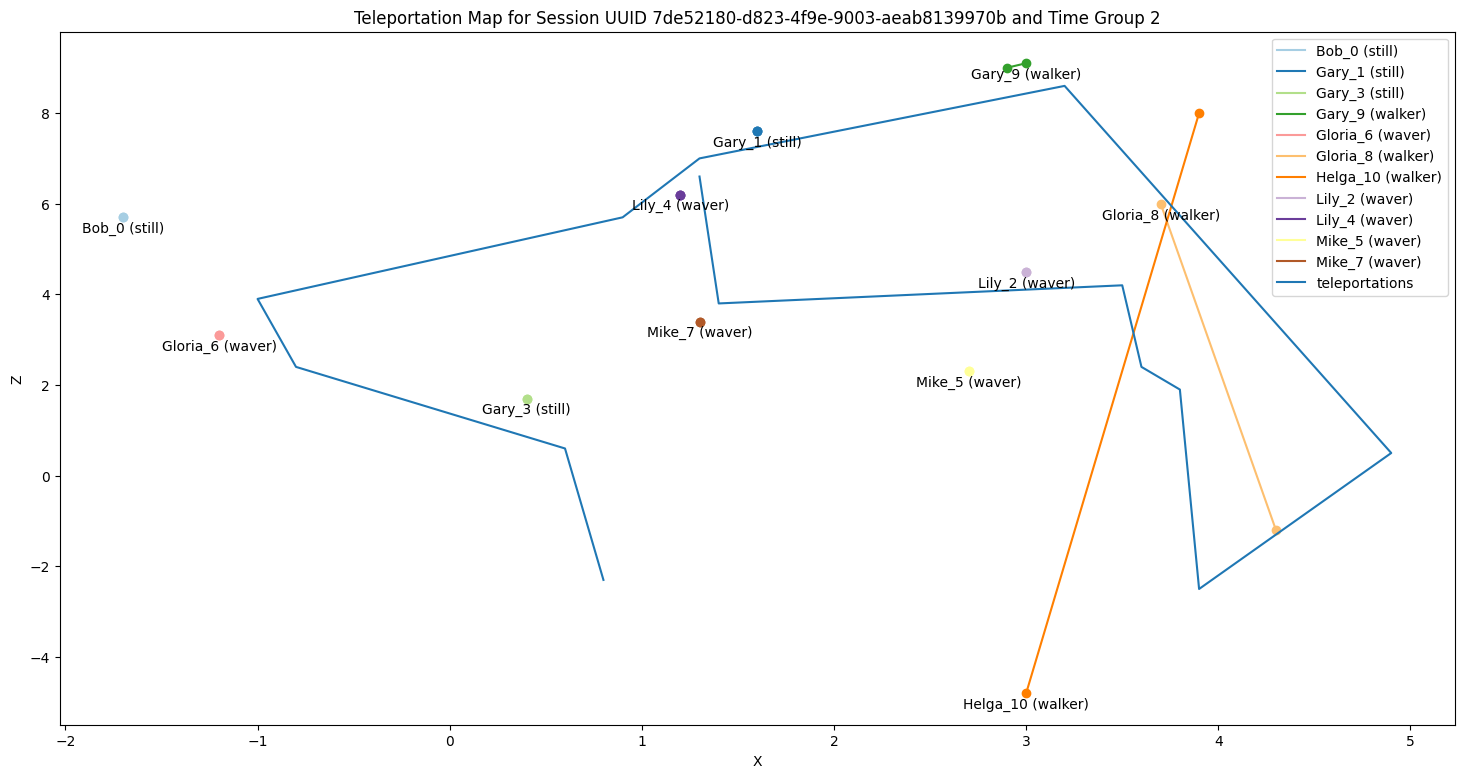 Teleportation Map for Session UUID 7de52180-d823-4f9e-9003-aeab8139970b and Time Group 2
Bob_0 (still)
Gary_1 (still)
Gary_3 (still)
Gary_9 (walker)
Gloria_6 (waver)
Gloria_8 (walker)
Helga_10 (walker)
Lily_2 (waver)
Lily_4 (waver)
Mike_5 (waver)
Mike_7 (waver)
teleportations
Gary_9 (walker)
Gary_1 (still)
Lily_4 (waver)
Gloria_8 (walker)
Bob_0 (still)
Lily_2 (waver)
Mike_7 (waver)
Gloria_6 (waver)
Mike_5 (waver)
Gary_3 (still)
Helga_10 (walker)
8
6
4
2
0
−2
−4
Z
−2
−1
0
1
2
3
4
5
X